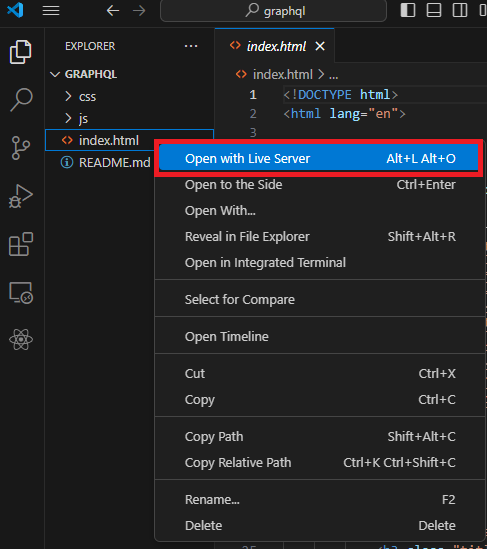 graphql
EXPLORER ...
index.html
GRAPHQL
css
js
index.html
README.md
index.html > ...
1 <!DOCTYPE html>
2 <html lang="en">
3
Open with Live Server Alt+L Alt+O
Open to the Side Ctrl+Enter
Open With...
Reveal in File Explorer Shift+Alt+R
Open in Integrated Terminal
Select for Compare
Open Timeline
Cut Ctrl+X
Copy Ctrl+C
Copy Path Shift+Alt+C
Copy Relative Path Ctrl+K Ctrl+Shift+C
Rename... F2
Delete Delete